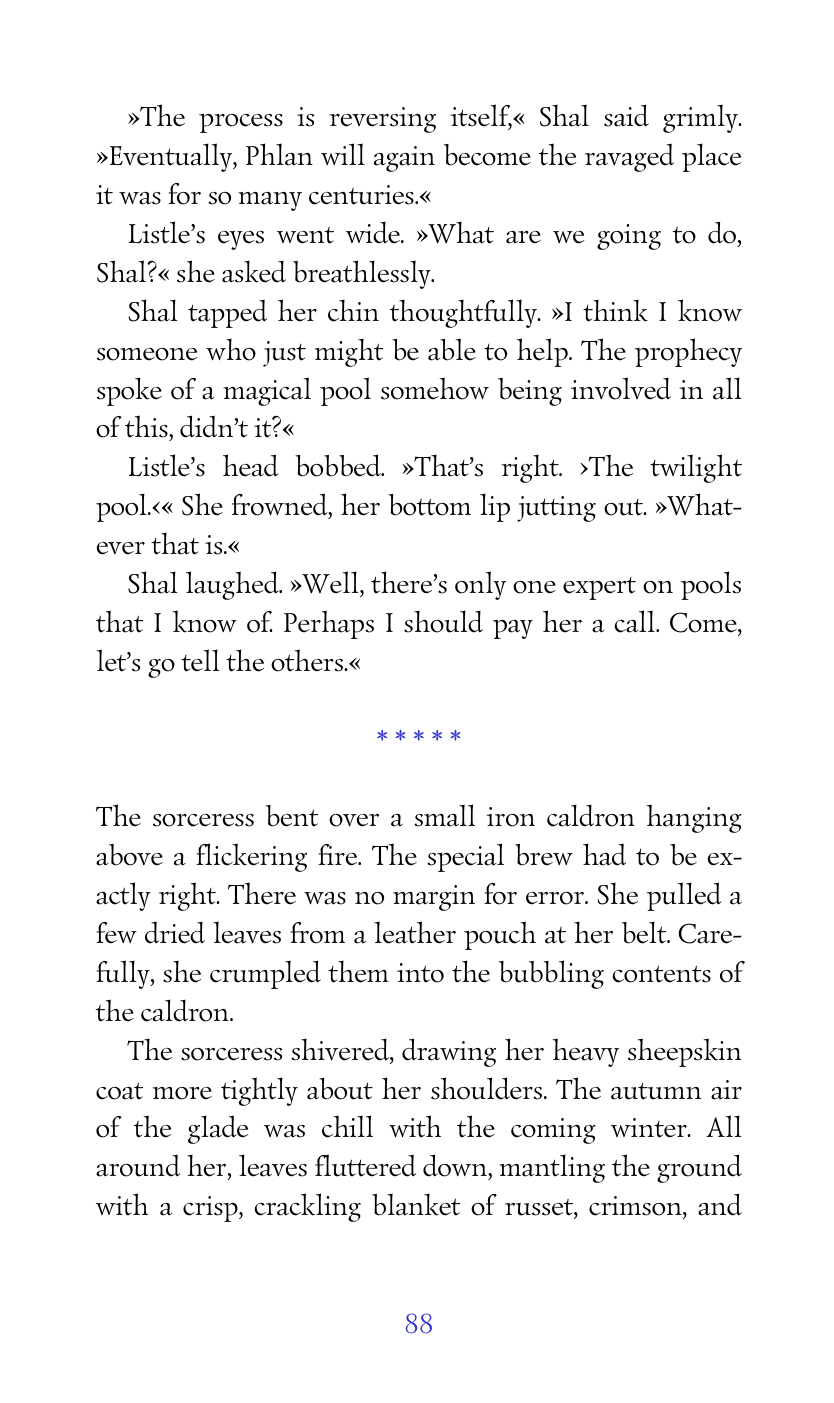 »The process is reversing itself,« Shal said grimly.
»Eventually, Phlan will again become the ravaged place
it was for so many centuries.«
Listle’s eyes went wide. »What are we going to do,
Shal?« she asked breathlessly.
Shal tapped her chin thoughtfully. »I think I know
someone who just might be able to help. The prophecy
spoke of a magical pool somehow being involved in all
of this, didn’t it?«
Listle’s head bobbed. »That’s right. ›The twilight
pool.‹« She frowned, her bottom lip jutting out. »What-
ever that is.«
Shal laughed. »Well, there’s only one expert on pools
that I know of. Perhaps I should pay her a call. Come,
let’s go tell the others.«
* * * * *
The sorceress bent over a small iron caldron hanging
above a flickering fire. The special brew had to be ex-
actly right. There was no margin for error. She pulled a
few dried leaves from a leather pouch at her belt. Care-
fully, she crumpled them into the bubbling contents of
the caldron.
The sorceress shivered, drawing her heavy sheepskin
coat more tightly about her shoulders. The autumn air
of the glade was chill with the coming winter. All
around her, leaves fluttered down, mantling the ground
with a crisp, crackling blanket of russet, crimson, and
88